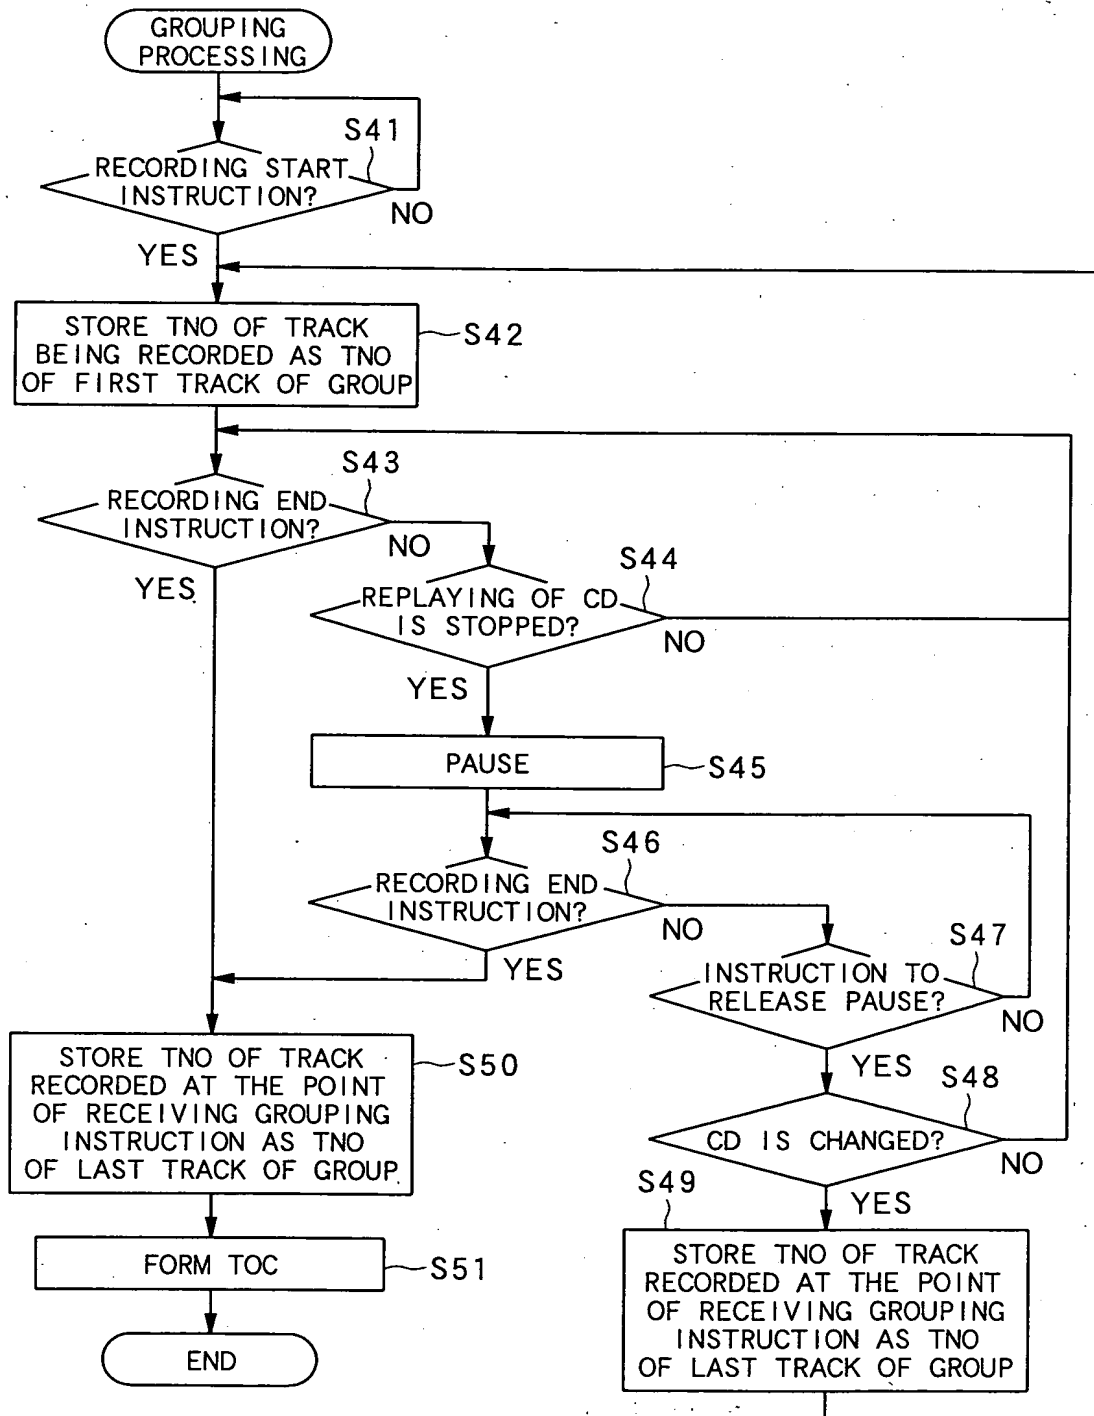 GROUPING
PROCESSING
S41
RECORDING START
INSTRUCTION?
NO
YES
STORE TNO OF TRACK
BEING RECORDED AS TNO
OF FIRST TRACK OF GROUP
S42
S43
RECORDING END
INSTRUCTION?
NO
YES
S44
REPLAYING OF CD
IS STOPPED?
NO
YES
PAUSE
S45
S46
RECORDING END
INSTRUCTION?
NO
YES
S47
INSTRUCTION TO
RELEASE PAUSE?
NO
YES
S48
CD IS CHANGED?
NO
YES
S49
STORE TNO OF TRACK
RECORDED AT THE POINT
OF RECEIVING GROUPING
INSTRUCTION AS TNO
OF LAST TRACK OF GROUP
STORE TNO OF TRACK
RECORDED AT THE POINT
OF RECEIVING GROUPING
INSTRUCTION AS TNO
OF LAST TRACK OF GROUP
S50
FORM TOC
S51
END